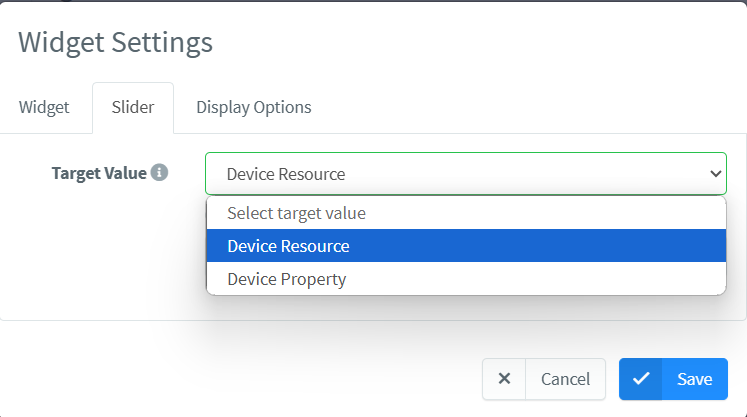 Widget Settings
Widget Slider Display Options
Target Value Device Resource
Select target value
Device Resource
Device Property
Cancel Save